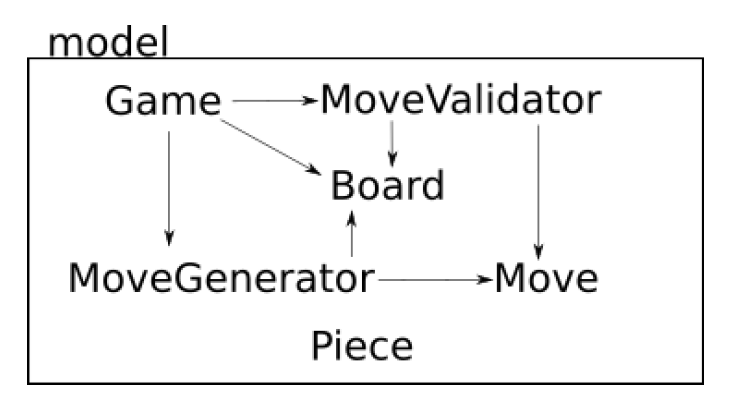 model
Game MoveValidator
Board
MoveGenerator Move
Piece